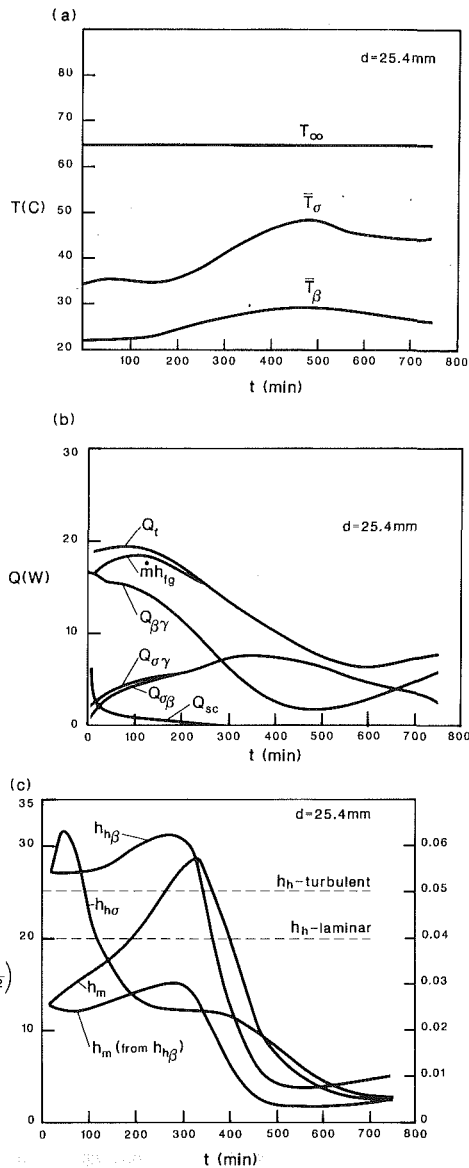 (a)
80
d=25.4mm
70
T∞
60
T(C)
50
T̿σ
40
30
T̿β
20
0 100 200 300 400 500 600 700 800
t (min)
(b)
30
d=25.4mm
20
Qt
ṁhfg
Q(W)
Qβγ
10
Qσγ
Qσβ
Qsc
0
0 100 200 300 400 500 600 700 800
t (min)
(c)
35
d=25.4mm
30
hhβ
0.06
hh-turbulent
0.05
hhσ
hh-laminar
20
0.04
hm
0.03
10
hm (from hhβ)
0.02
0.01
0
0
0 100 200 300 400 500 600 700 800
t (min)